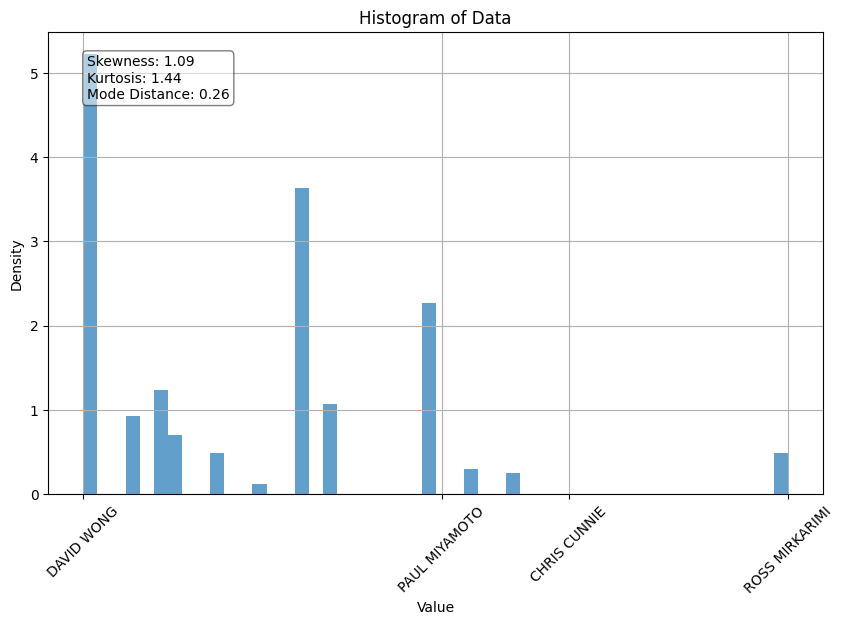 Histogram of Data
Skewness: 1.09
Kurtosis: 1.44
Mode Distance: 0.26
5
4
3
2
1
0
Density
DAVID WONG
PAUL MIYAMOTO
CHRIS CUNNIE
ROSS MIRKARIMI
Value